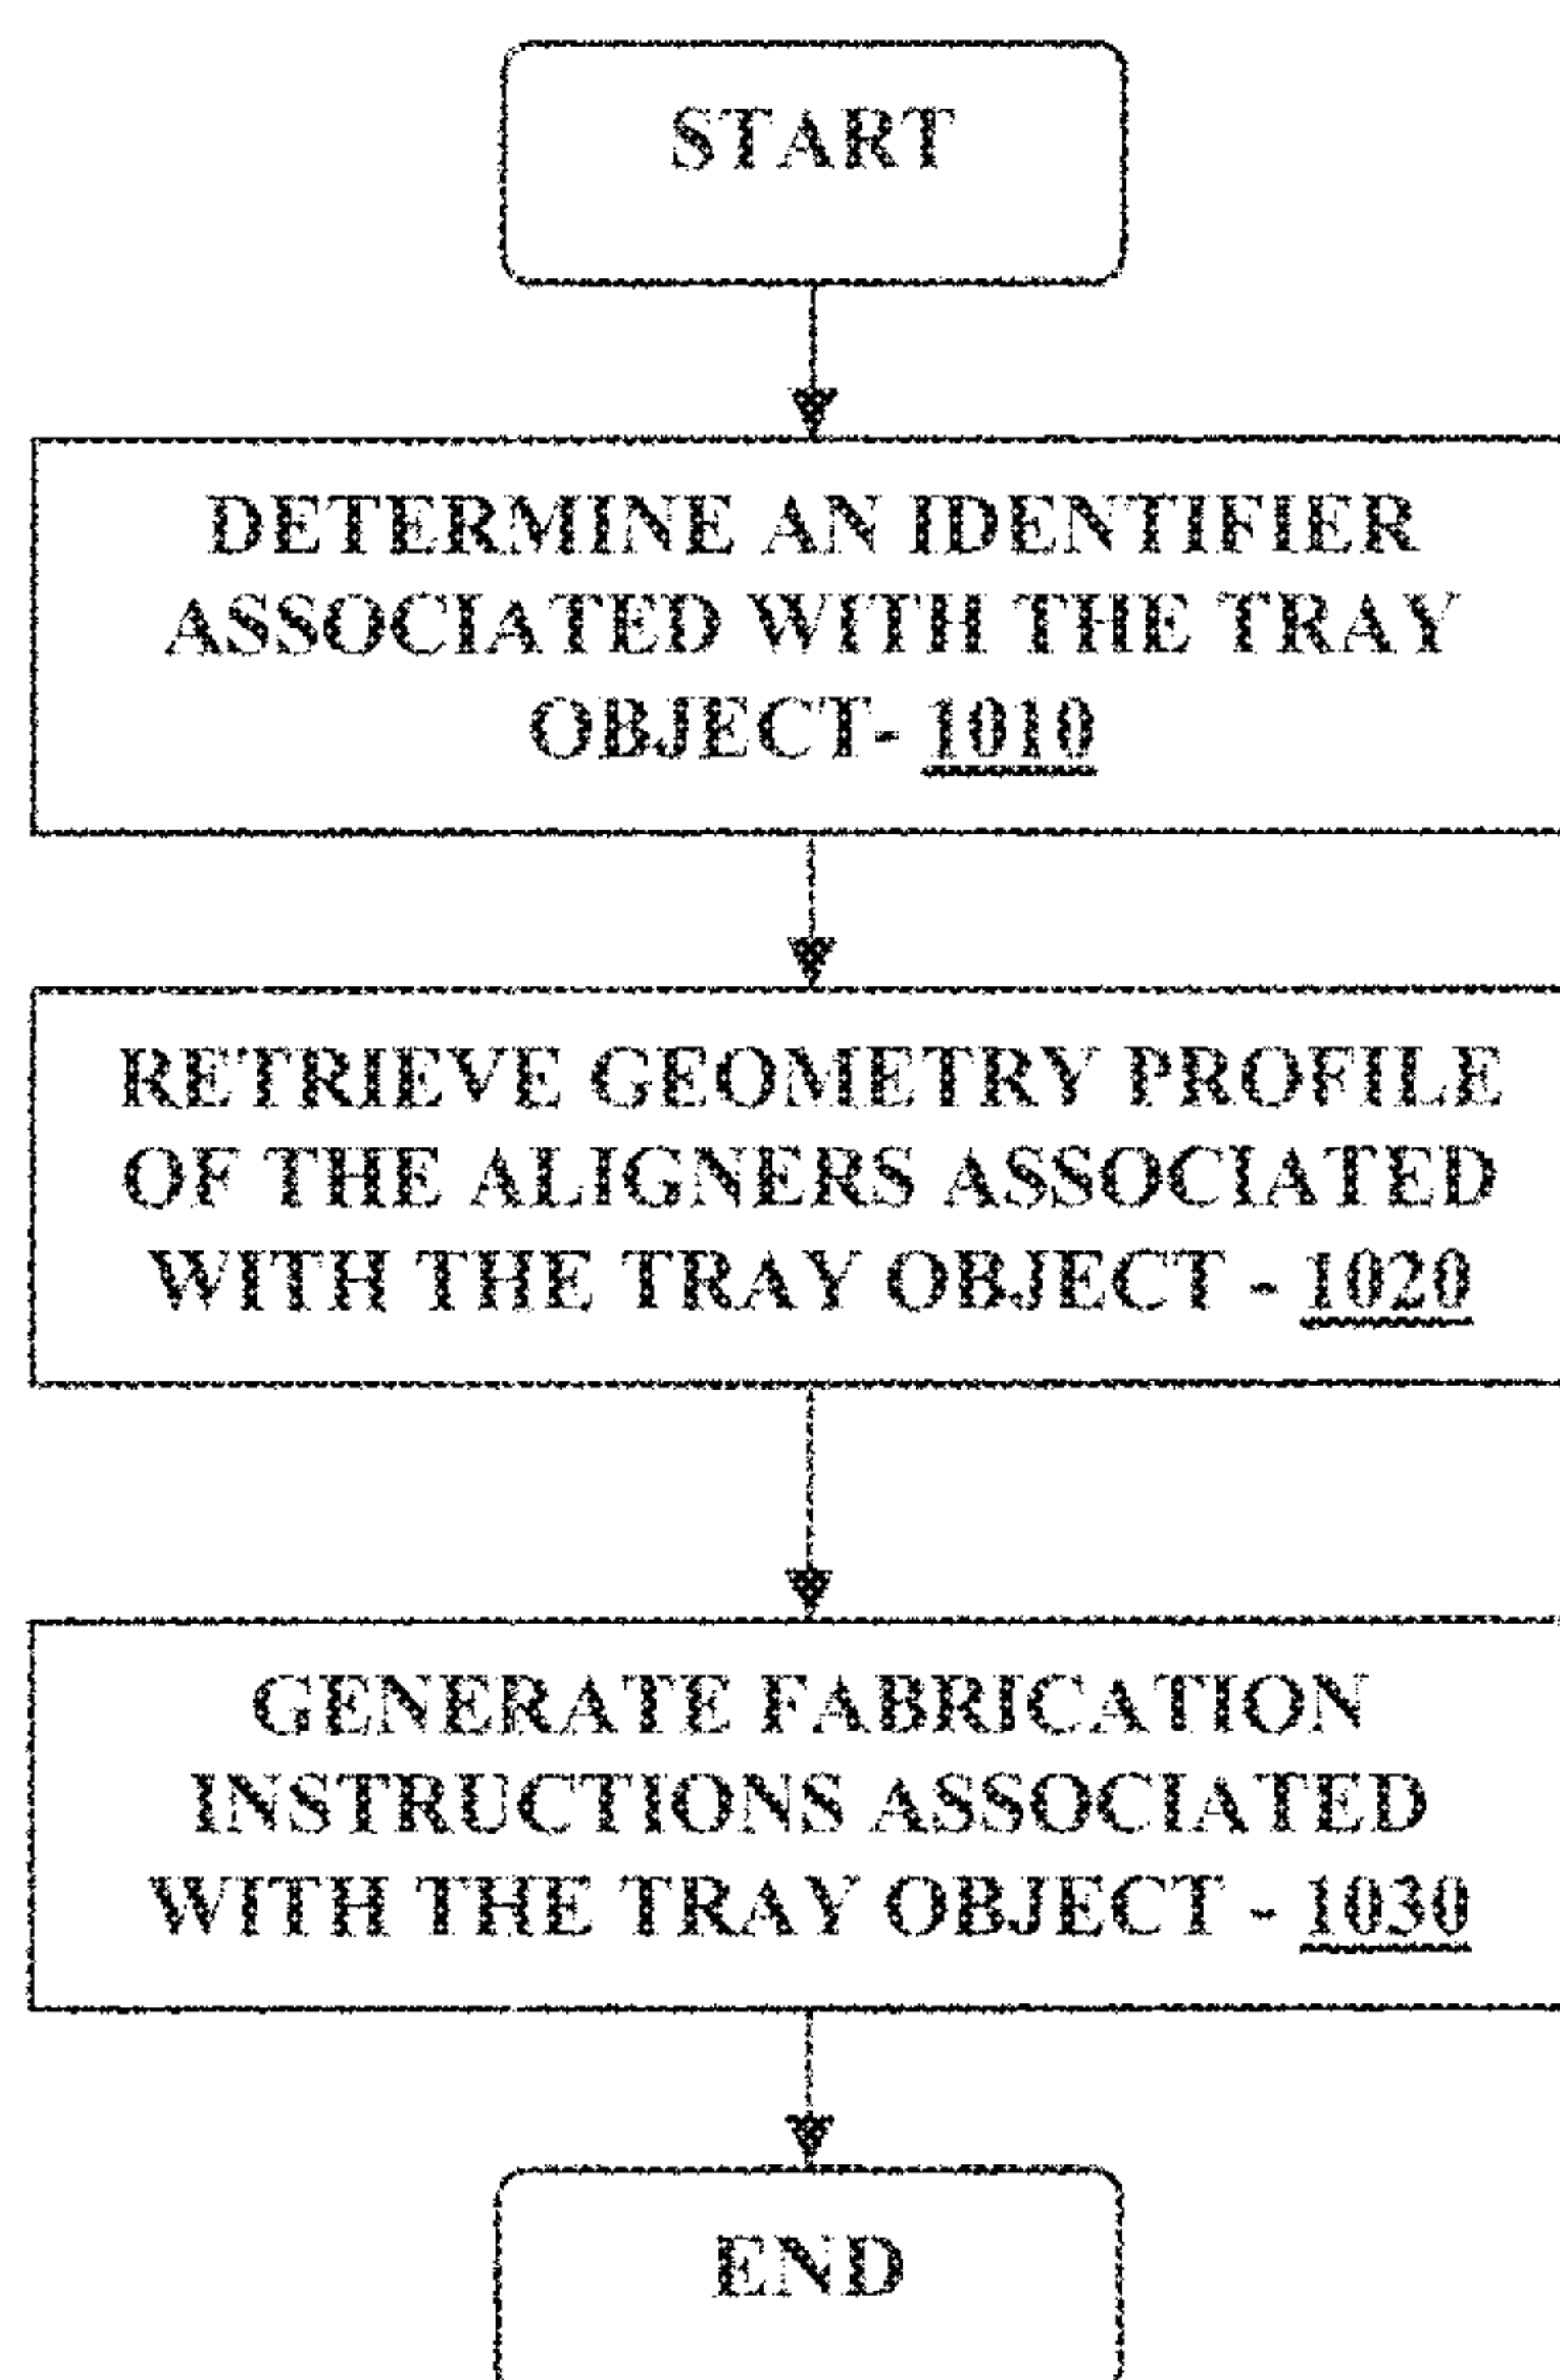 START
DETERMINE AN IDENTIFIER
ASSOCIATED WITH THE TRAY
OBJECT- 1010
RETRIEVE GEOMETRY PROFILE
OF THE ALIGNERS ASSOCIATED
WITH THE TRAY OBJECT - 1020
GENERATE FABRICATION
INSTRUCTIONS ASSOCIATED
WITH THE TRAY OBJECT - 1030
END